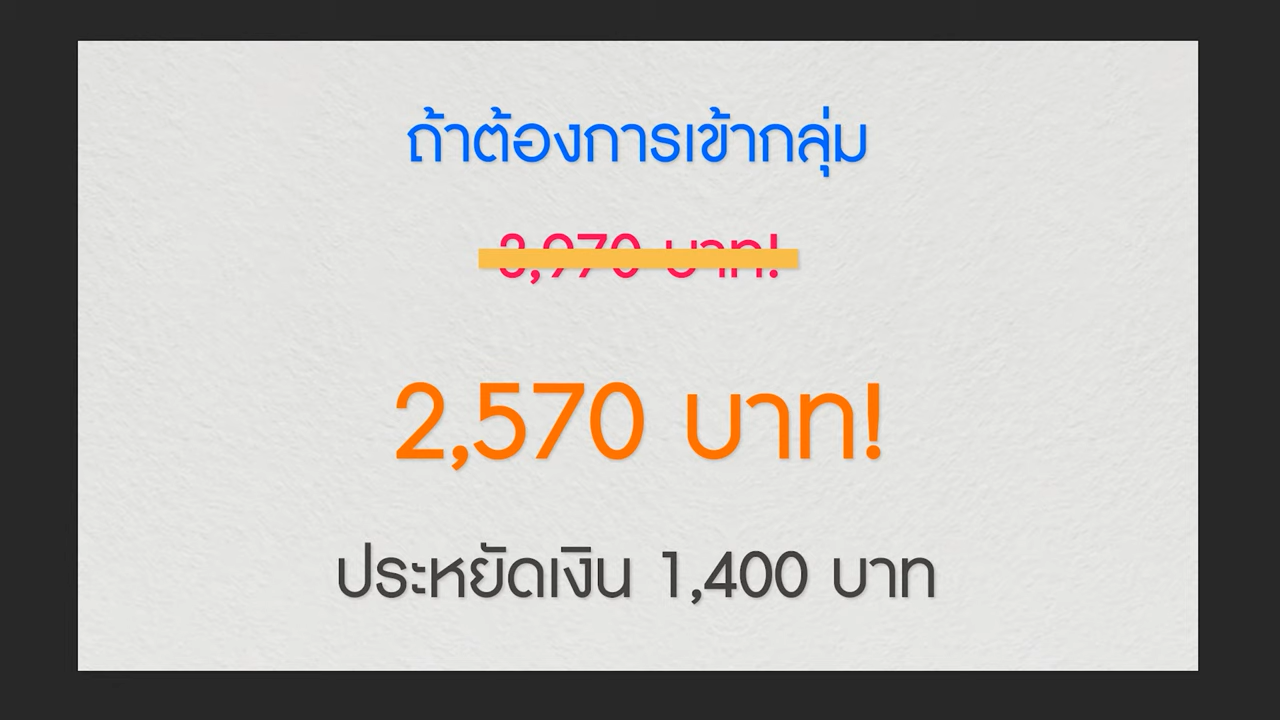 ถ้าต้องการเข้ากลุ่ม
3,970 บาท!
2,570 บาท!
ประหยัดเงิน 1,400 บาท